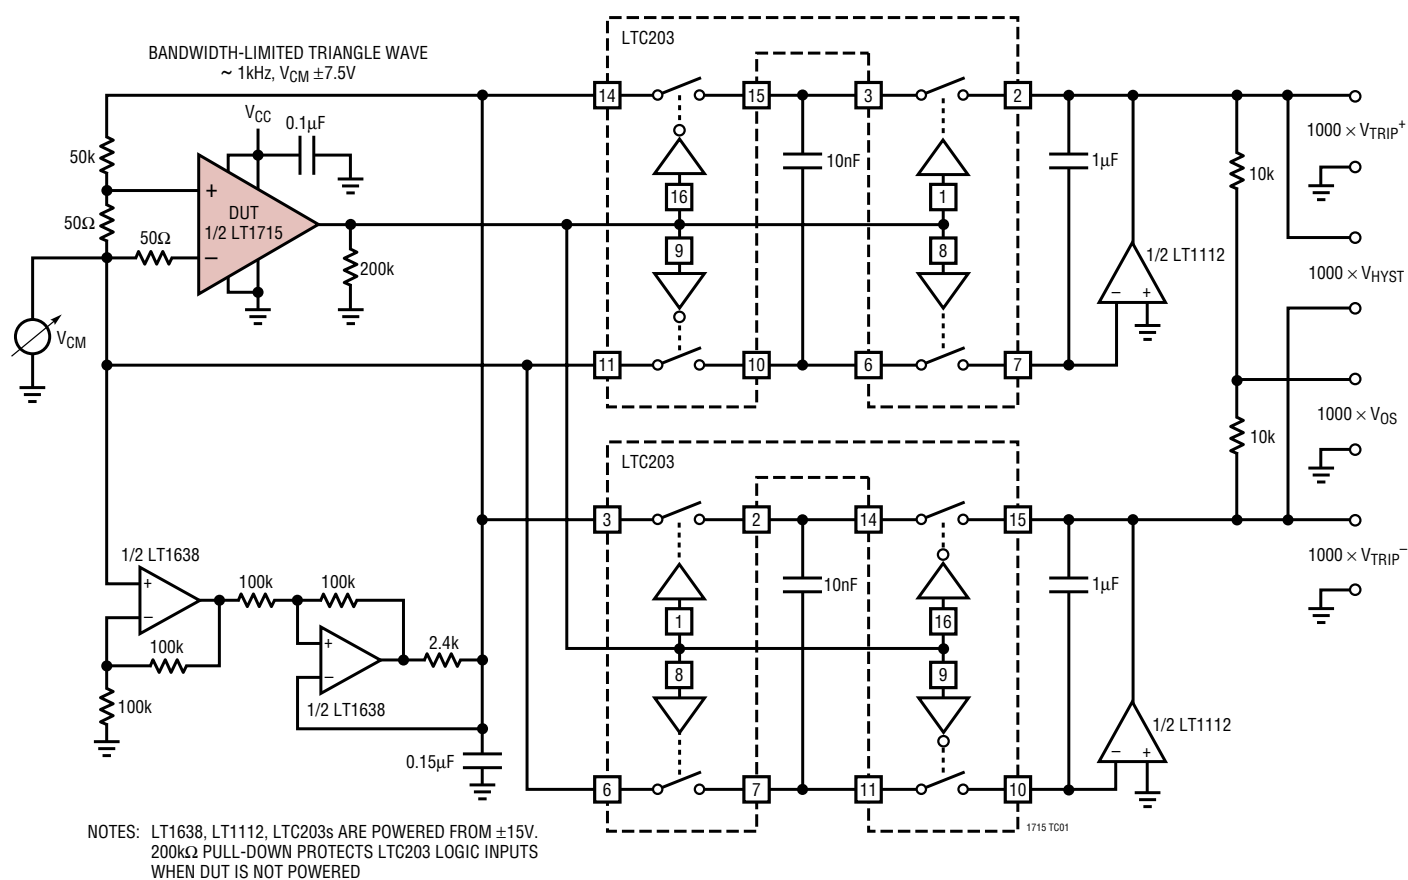 LTC203
BANDWIDTH-LIMITED TRIANGLE WAVE
~ 1kHz, VCM ±7.5V
14
15
3
2
VCC
0.1µF
1000 × VTRIP+
50k
10nF
1µF
10k
+
16
1
50Ω
DUT
1/2 LT1715
50Ω
−
9
8
1/2 LT1112
200k
1000 × VHYST
− +
VCM
11
10
6
7
1000 × VOS
10k
LTC203
3
2
14
15
1/2 LT1638
1000 × VTRIP−
+
100k
100k
10nF
1µF
−
1
16
100k
+
2.4k
−
8
9
100k
1/2 LT1638
1/2 LT1112
− +
0.15µF
6
7
11
10
1715 TC01
NOTES: LT1638, LT1112, LTC203s ARE POWERED FROM ±15V.
200kΩ PULL-DOWN PROTECTS LTC203 LOGIC INPUTS
WHEN DUT IS NOT POWERED